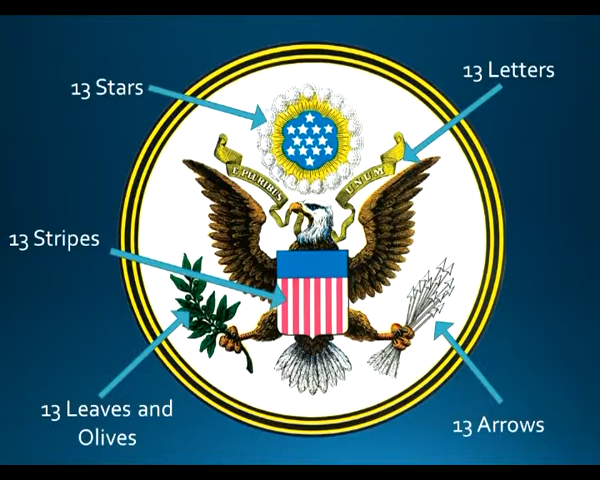 13 Stars
13 Letters
E PLURIBUS
UNUM
13 Stripes
13 Leaves and
Olives
13 Arrows